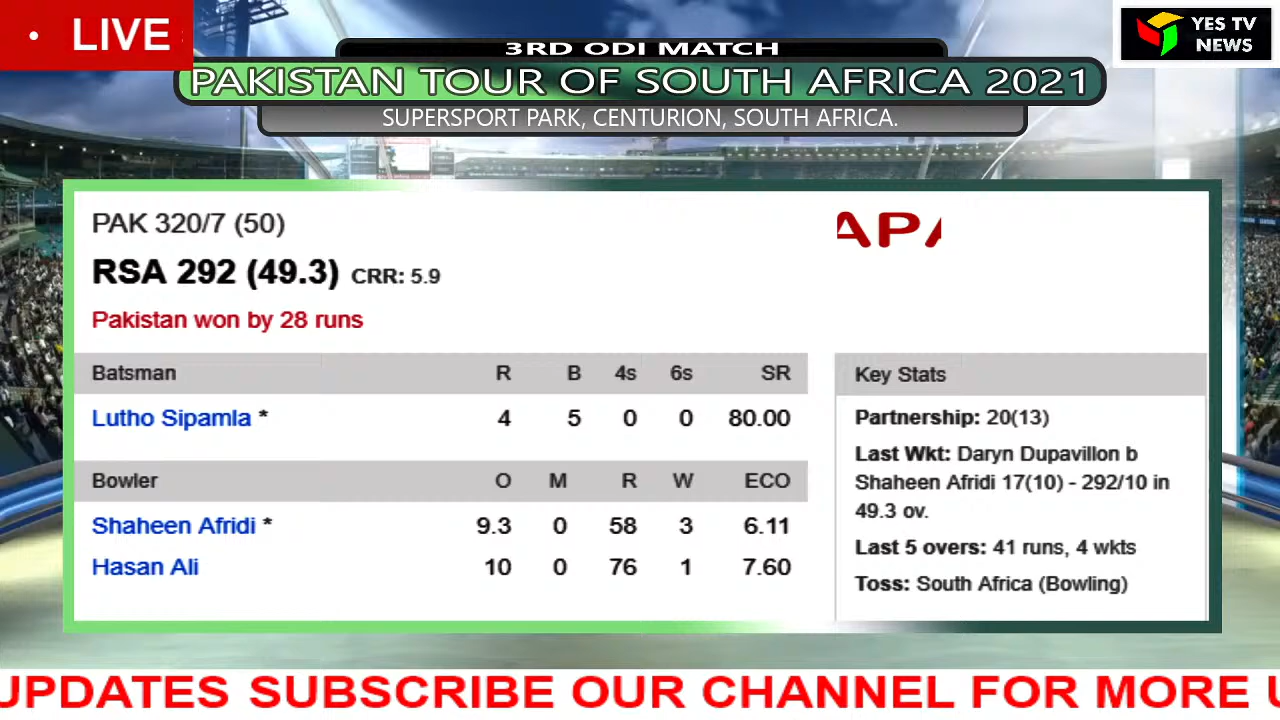 • LIVE
YES TV
NEWS
3RD ODI MATCH
PAKISTAN TOUR OF SOUTH AFRICA 2021
SUPERSPORT PARK, CENTURION, SOUTH AFRICA.
PAK 320/7 (50)
RSA 292 (49.3) CRR: 5.9
Pakistan won by 28 runs
Batsman R B 4s 6s SR
Lutho Sipamla * 4 5 0 0 80.00
Bowler O M R W ECO
Shaheen Afridi * 9.3 0 58 3 6.11
Hasan Ali 10 0 76 1 7.60
Key Stats
Partnership: 20(13)
Last Wkt: Daryn Dupavillon b
Shaheen Afridi 17(10) - 292/10 in
49.3 ov.
Last 5 overs: 41 runs, 4 wkts
Toss: South Africa (Bowling)
UPDATES SUBSCRIBE OUR CHANNEL FOR MORE